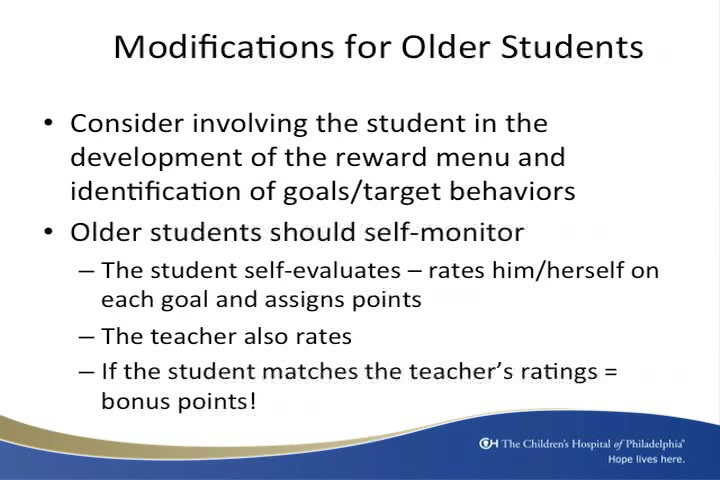 Modifications for Older Students
• Consider involving the student in the
development of the reward menu and
identification of goals/target behaviors
• Older students should self-monitor
– The student self-evaluates – rates him/herself on
each goal and assigns points
– The teacher also rates
– If the student matches the teacher's ratings =
bonus points!
CH The Children's Hospital of Philadelphia®
Hope lives here.